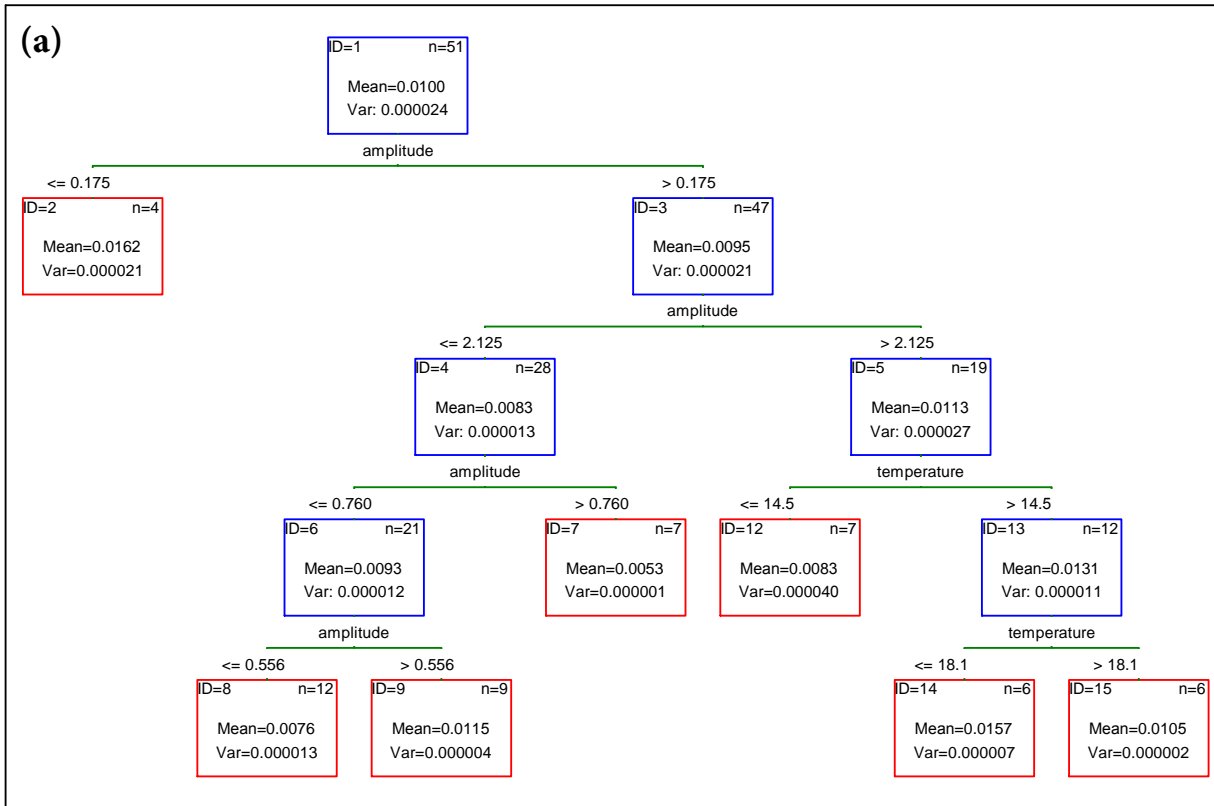 (a)
ID=1 n=51
Mean=0.0100
Var: 0.000024
amplitude
<= 0.175 > 0.175
ID=2 n=4
Mean=0.0162
Var=0.000021
ID=3 n=47
Mean=0.0095
Var: 0.000021
amplitude
<= 2.125 > 2.125
ID=4 n=28
Mean=0.0083
Var: 0.000013
amplitude
ID=5 n=19
Mean=0.0113
Var: 0.000027
temperature
<= 0.760 > 0.760
ID=6 n=21
Mean=0.0093
Var: 0.000012
amplitude
ID=7 n=7
Mean=0.0053
Var=0.000001
<= 14.5 > 14.5
ID=12 n=7
Mean=0.0083
Var=0.000040
ID=13 n=12
Mean=0.0131
Var: 0.000011
temperature
<= 0.556 > 0.556
ID=8 n=12
Mean=0.0076
Var=0.000013
ID=9 n=9
Mean=0.0115
Var=0.000004
<= 18.1 > 18.1
ID=14 n=6
Mean=0.0157
Var=0.000007
ID=15 n=6
Mean=0.0105
Var=0.000002